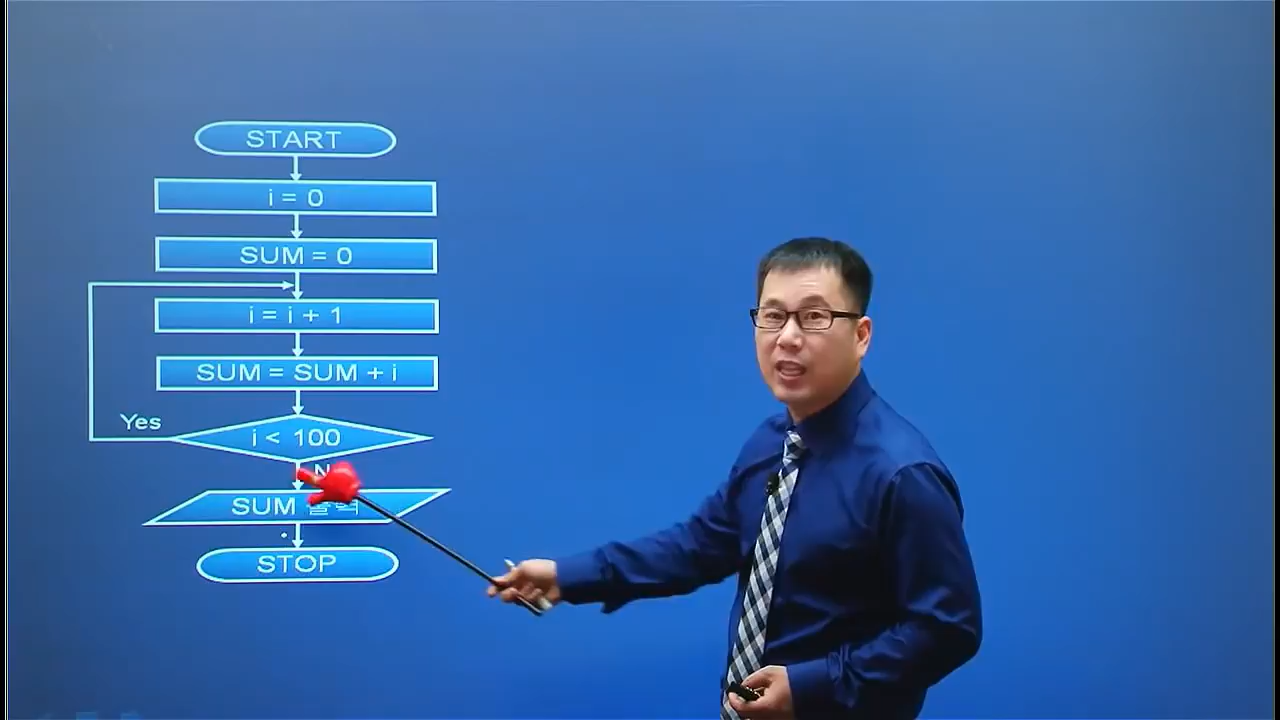 START
i = 0
SUM = 0
i = i + 1
SUM = SUM + i
Yes
i < 100
SUM
STOP